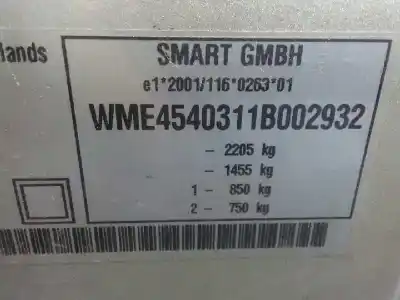 lands
SMART GMBH
e1*2001/116*0263*01
WME4540311B002932
- 2205 kg
- 1455 kg
1 - 850 kg
2 - 750 kg